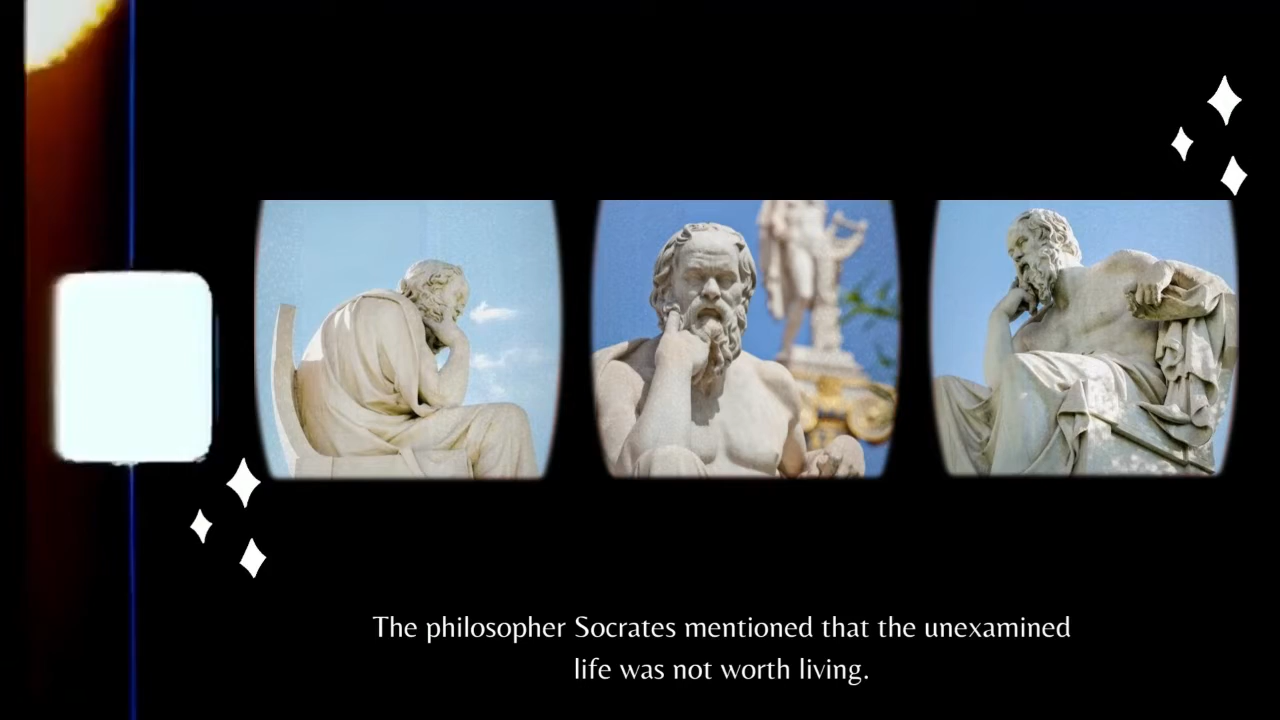 The philosopher Socrates mentioned that the unexamined
life was not worth living.